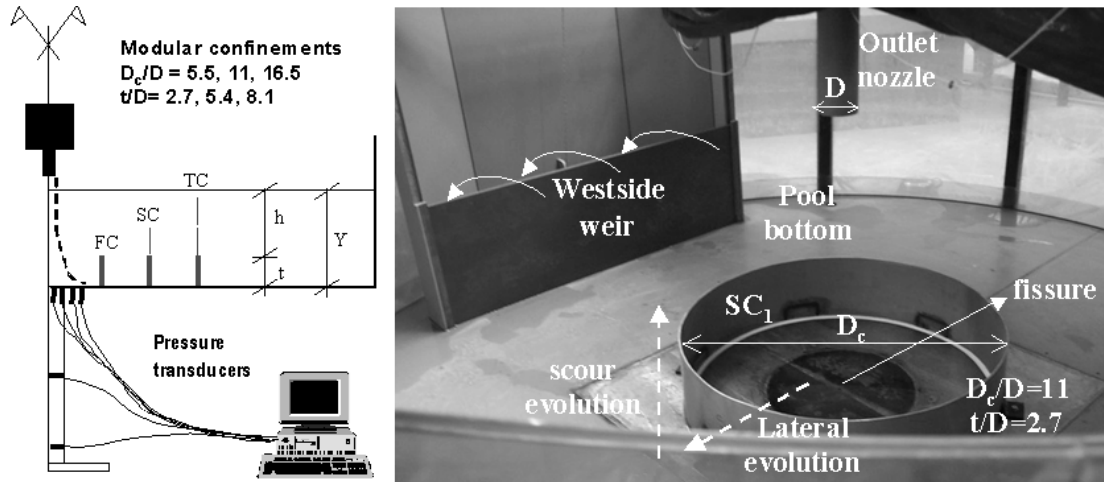 Modular confinements
Dc/D = 5.5, 11, 16.5
t/D= 2.7, 5.4, 8.1
TC
SC
FC
h
Y
t
Pressure
transducers
Outlet
nozzle
D
Westside
weir
Pool
bottom
fissure
SC1
Dc
scour
evolution
Dc/D=11
t/D=2.7
Lateral
evolution